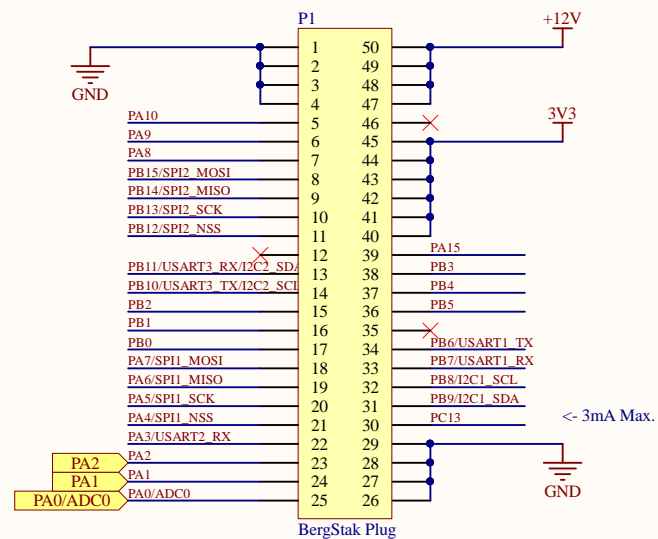 P1
+12V
1 50
2 49
GND
3 48
4 47
PA10 5 46
3V3
PA9 6 45
PA8 7 44
PB15/SPI2_MOSI 8 43
PB14/SPI2_MISO 9 42
PB13/SPI2_SCK 10 41
PB12/SPI2_NSS 11 40
12 39 PA15
PB11/USART3_RX/I2C2_SDA 13 38 PB3
PB10/USART3_TX/I2C2_SCL 14 37 PB4
PB2 15 36 PB5
PB1 16 35
PB0 17 34 PB6/USART1_TX
PA7/SPI1_MOSI 18 33 PB7/USART1_RX
PA6/SPI1_MISO 19 32 PB8/I2C1_SCL
PA5/SPI1_SCK 20 31 PB9/I2C1_SDA
PA4/SPI1_NSS 21 30 PC13 <- 3mA Max.
PA3/USART2_RX 22 29
PA2 PA2 23 28
PA1 PA1 24 27
GND
PA0/ADC0 PA0/ADC0 25 26
BergStak Plug